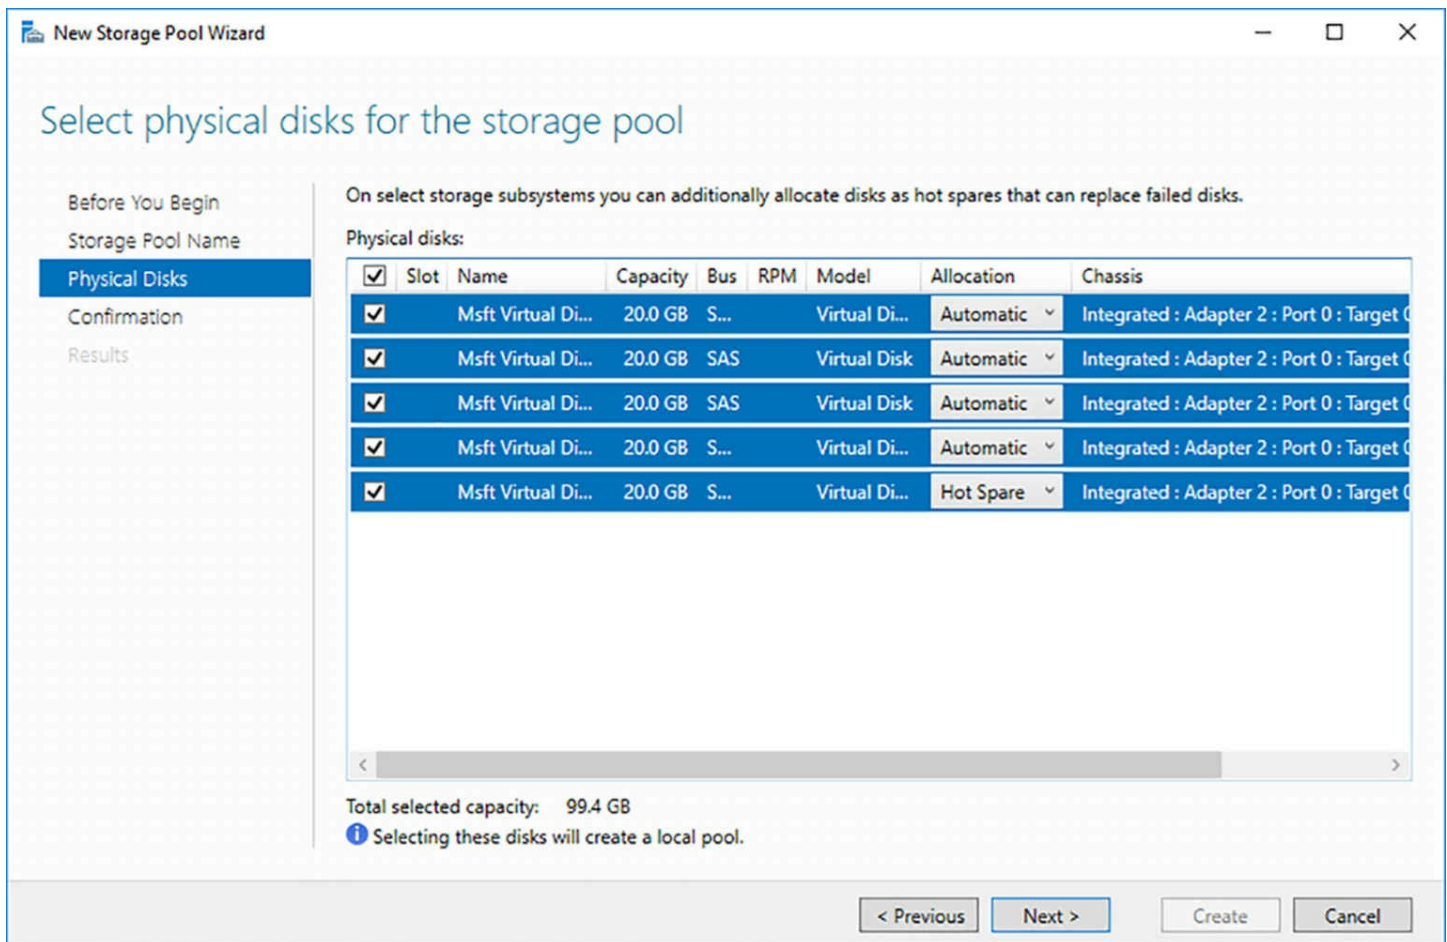 New Storage Pool Wizard
Select physical disks for the storage pool
Before You Begin
Storage Pool Name
Physical Disks
Confirmation
Results
On select storage subsystems you can additionally allocate disks as hot spares that can replace failed disks.
Physical disks:
Slot Name Capacity Bus RPM Model Allocation Chassis
Msft Virtual Di... 20.0 GB S... Virtual Di... Automatic Integrated : Adapter 2 : Port 0 : Target 0
Msft Virtual Di... 20.0 GB SAS Virtual Disk Automatic Integrated : Adapter 2 : Port 0 : Target 0
Msft Virtual Di... 20.0 GB SAS Virtual Disk Automatic Integrated : Adapter 2 : Port 0 : Target 0
Msft Virtual Di... 20.0 GB S... Virtual Di... Automatic Integrated : Adapter 2 : Port 0 : Target 0
Msft Virtual Di... 20.0 GB S... Virtual Di... Hot Spare Integrated : Adapter 2 : Port 0 : Target 0
Total selected capacity: 99.4 GB
Selecting these disks will create a local pool.
< Previous Next > Create Cancel